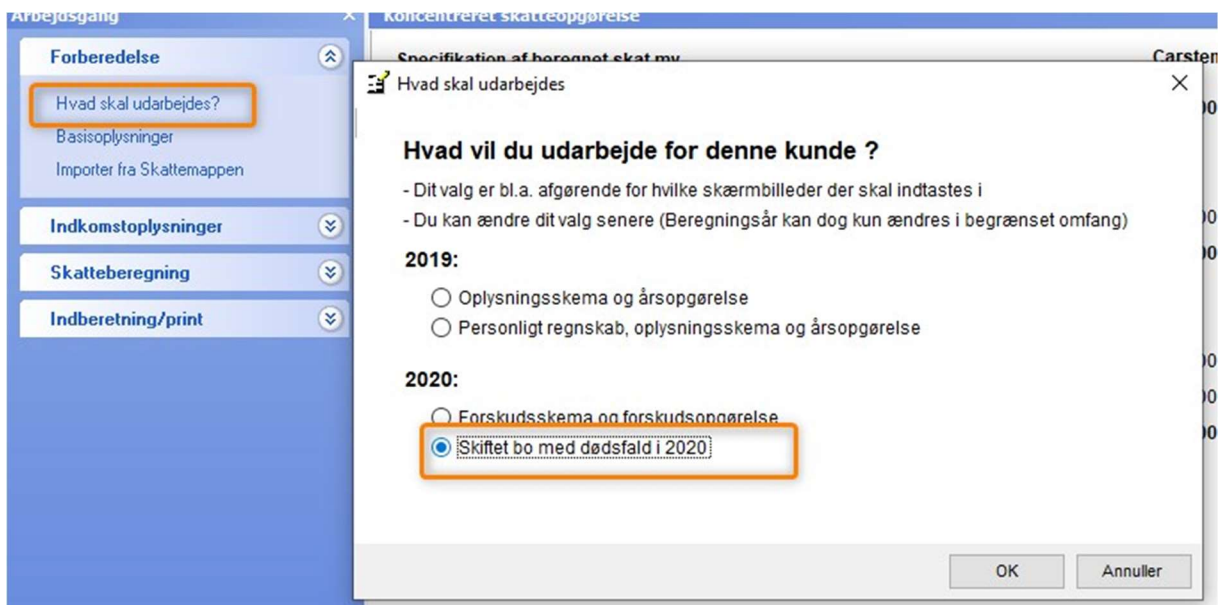 Arbejdsgang
Forberedelse
Hvad skal udarbejdes?
Basisoplysninger
Importer fra Skattemappen
Indkomstoplysninger
Skatteberegning
Indberetning/print
Koncentreret skatteopgørelse
Specifikation af beregnet skat mv
Carsten
Hvad skal udarbejdes
Hvad vil du udarbejde for denne kunde ?
- Dit valg er bl.a. afgørende for hvilke skærmbilleder der skal indtastes i
- Du kan ændre dit valg senere (Beregningsår kan dog kun ændres i begrænset omfang)
2019:
Oplysningsskema og årsopgørelse
Personligt regnskab, oplysningsskema og årsopgørelse
2020:
Forskudsskema og forskudsopgørelse
Skiftet bo med dødsfald i 2020
OK
Annuller